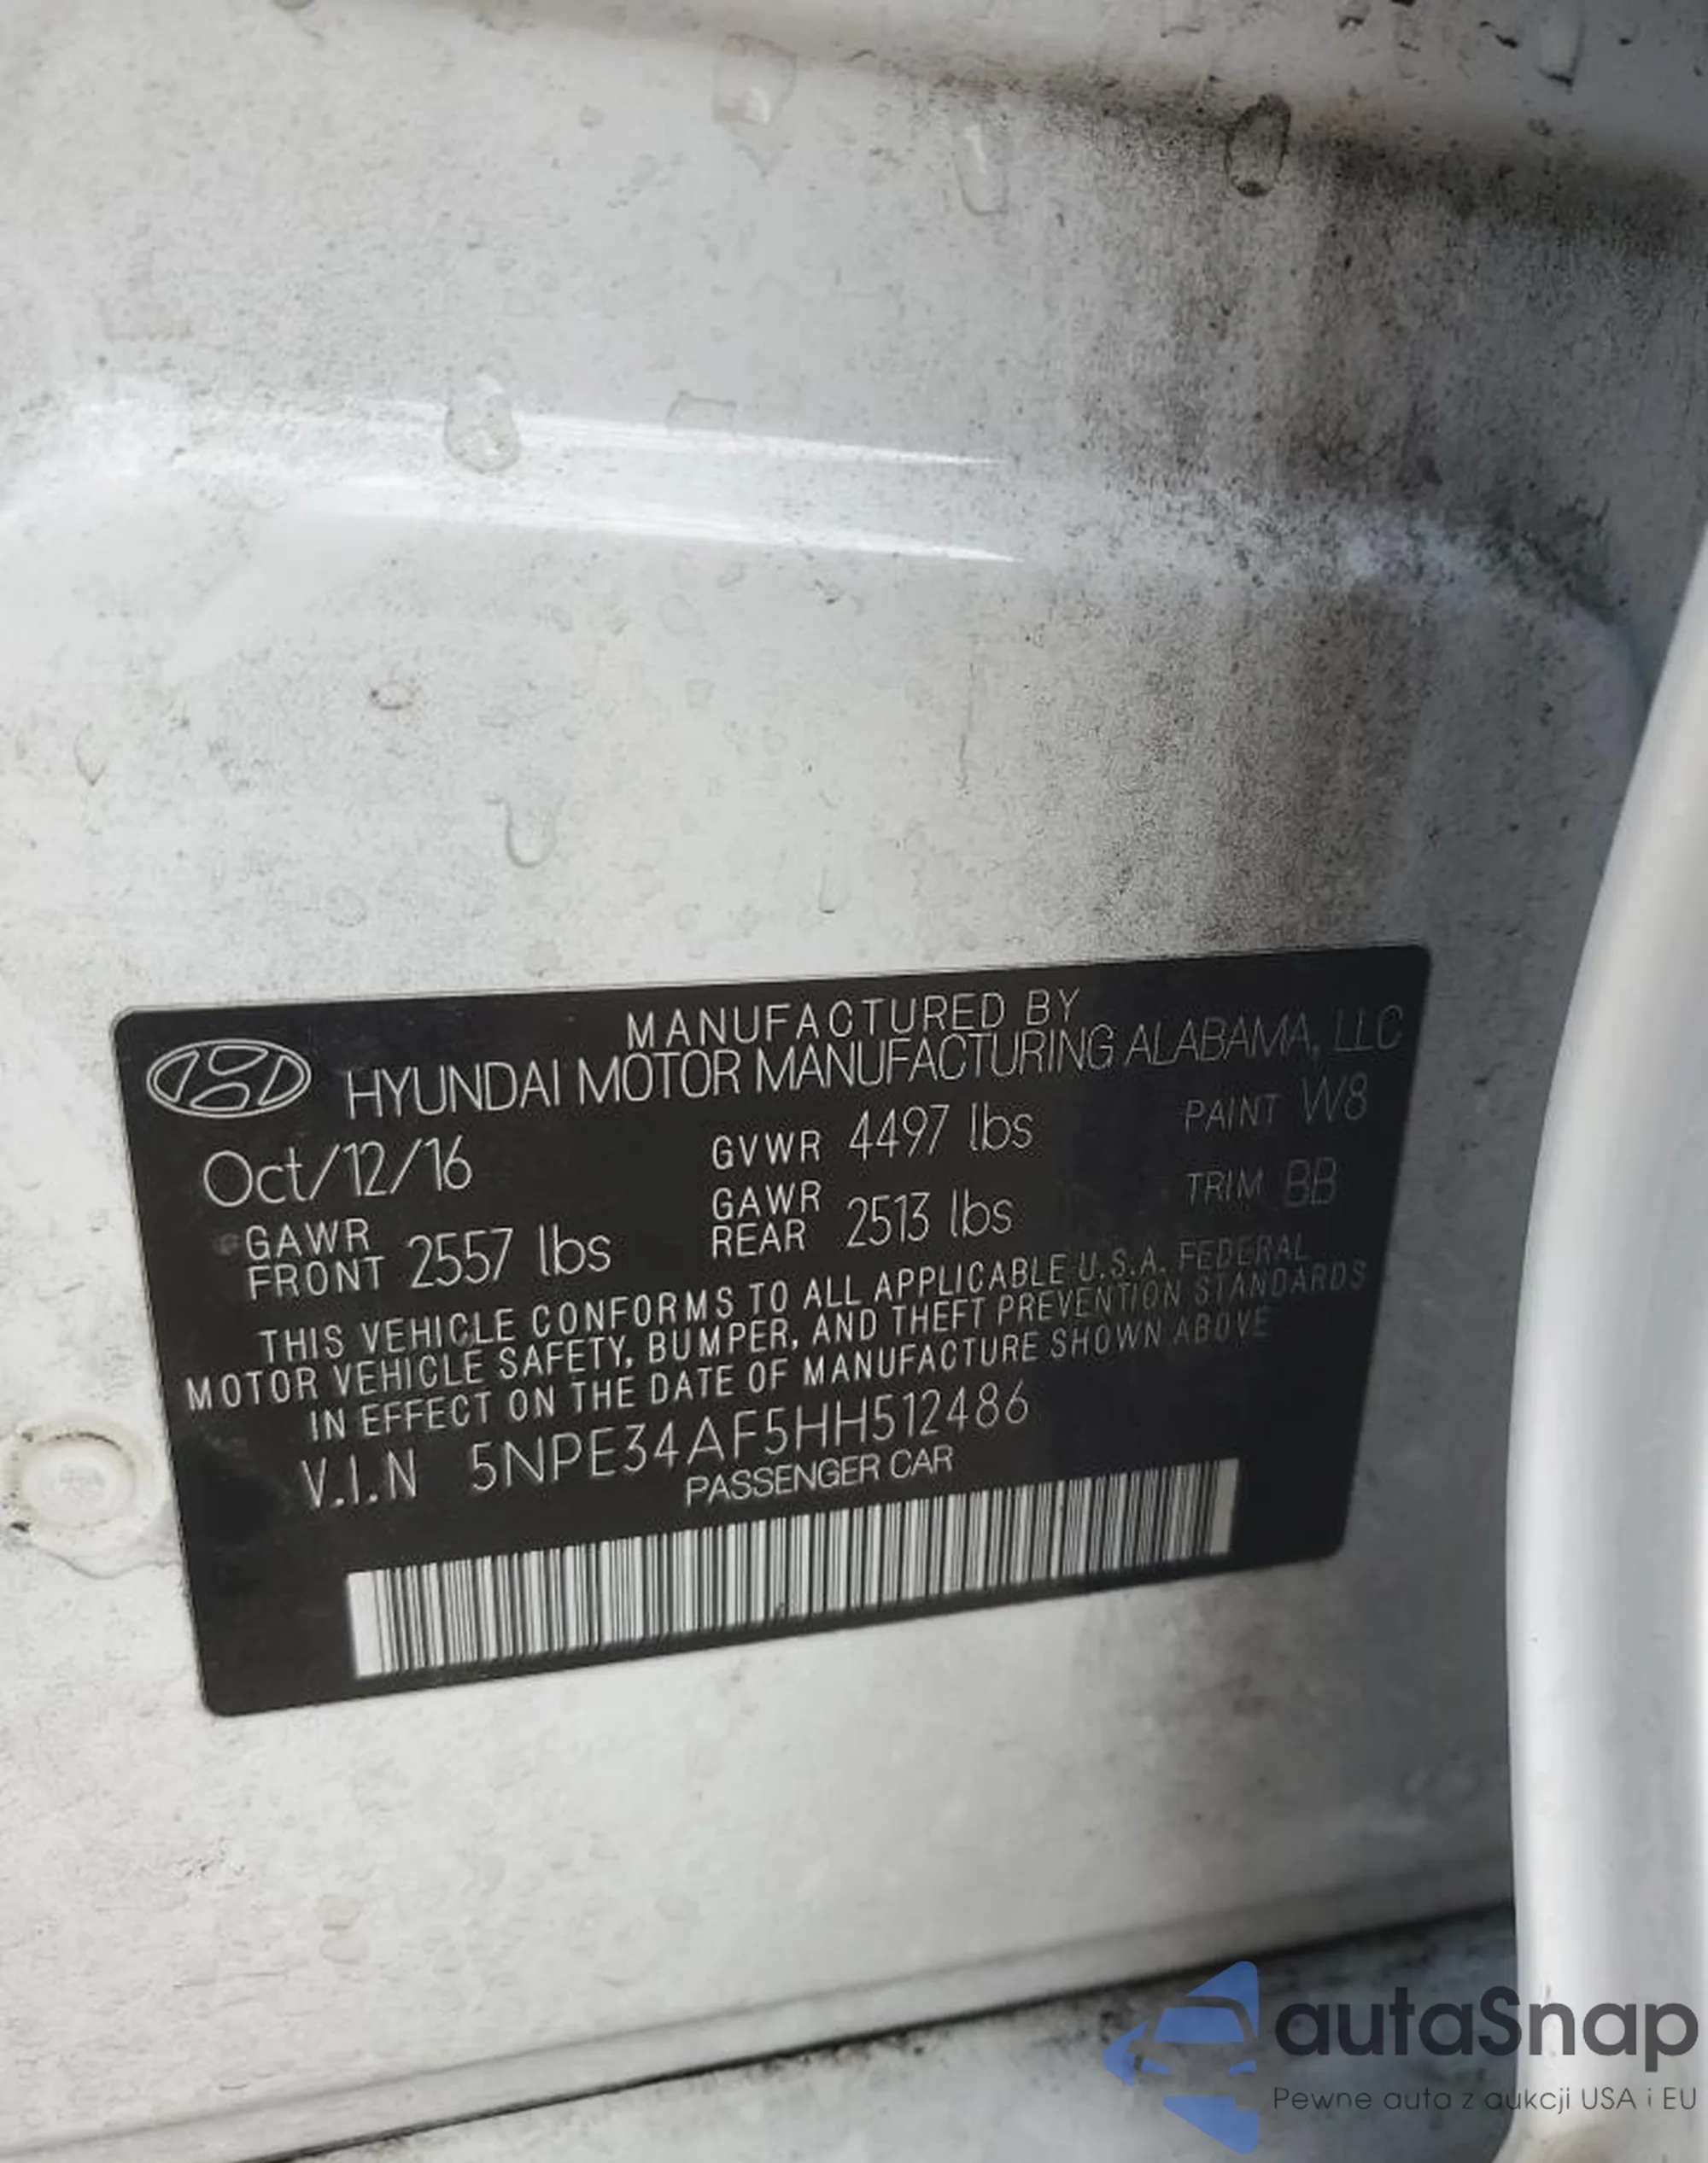 MANUFACTURED BY
HYUNDAI MOTOR MANUFACTURING ALABAMA, LLC
Oct/12/16 GVWR 4497 lbs PAINT W8
GAWR FRONT 2557 lbs GAWR REAR 2513 lbs TRIM BB
THIS VEHICLE CONFORMS TO ALL APPLICABLE U.S.A. FEDERAL
MOTOR VEHICLE SAFETY, BUMPER, AND THEFT PREVENTION STANDARDS
IN EFFECT ON THE DATE OF MANUFACTURE SHOWN ABOVE
V.I.N 5NPE34AF5HH512486
PASSENGER CAR
autaSnap
Pewne auta z aukcji USA i EU